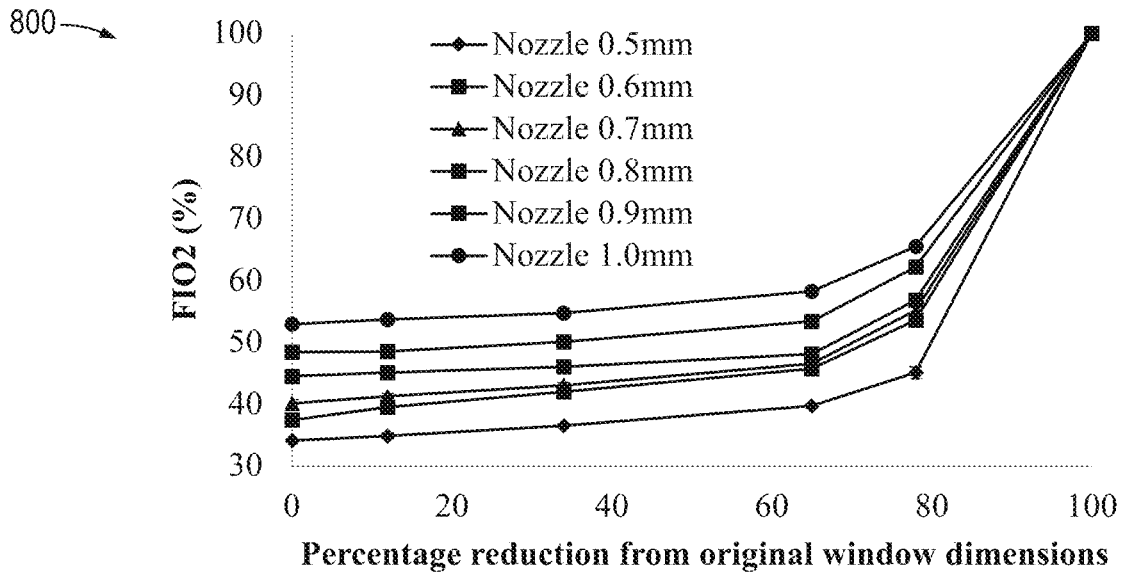 800
100
90
80
70
60
50
40
30
FIO2 (%)
Nozzle 0.5mm
Nozzle 0.6mm
Nozzle 0.7mm
Nozzle 0.8mm
Nozzle 0.9mm
Nozzle 1.0mm
0 20 40 60 80 100
Percentage reduction from original window dimensions